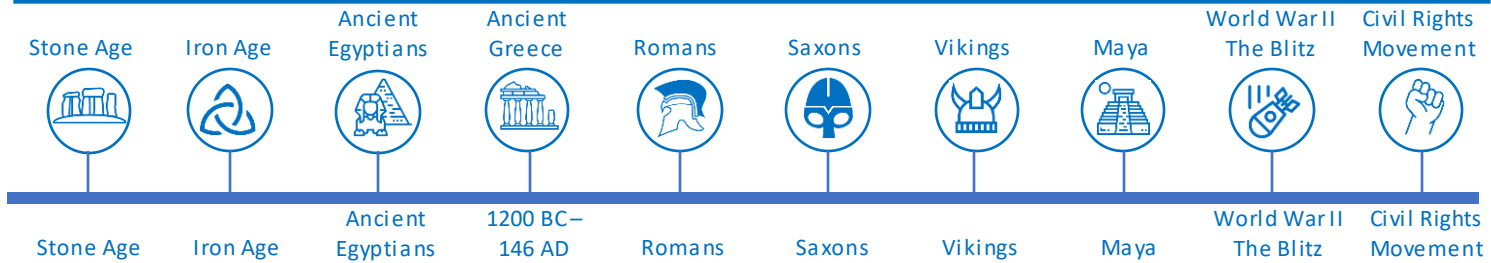 Stone Age
Iron Age
Ancient
Egyptians
Ancient
Greece
Romans
Saxons
Vikings
Maya
World War II
The Blitz
Civil Rights
Movement
Stone Age
Iron Age
Ancient
Egyptians
1200 BC –
146 AD
Romans
Saxons
Vikings
Maya
World War II
The Blitz
Civil Rights
Movement